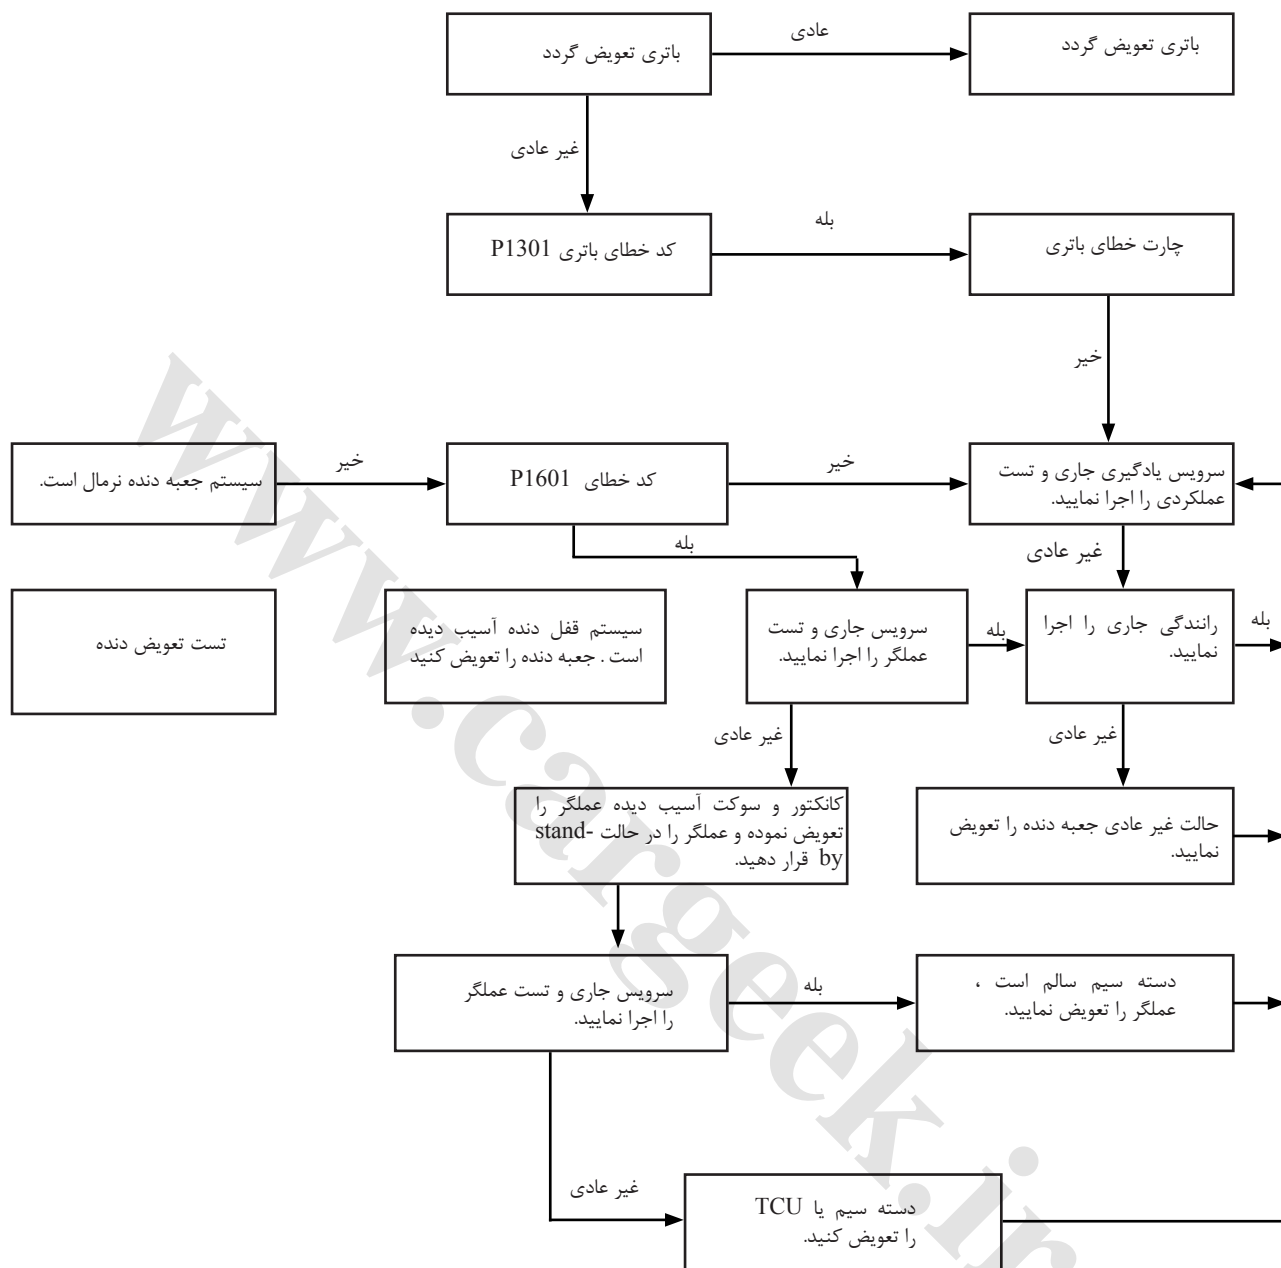 باتری تعویض گردد
عادی
باتری تعویض گردد
غیر عادی
کد خطای باتری P1301
بله
چارت خطای باتری
خیر
سیستم جعبه دنده نرمال است.
خیر
کد خطای P1601
خیر
سرویس یادگیری جاری و تست
عملکردی را اجرا نمایید.
بله
غیر عادی
تست تعویض دنده
سیستم قفل دنده آسیب دیده
است . جعبه دنده را تعویض کنید
سرویس جاری و تست
عملگر را اجرا نمایید.
بله
رانندگی جاری را اجرا
نمایید.
بله
غیر عادی
غیر عادی
کانکتور و سوکت آسیب دیده عملگر را
تعویض نموده و عملگر را در حالت stand-
by قرار دهید.
حالت غیر عادی جعبه دنده را تعویض
نمایید.
سرویس جاری و تست عملگر
را اجرا نمایید.
بله
دسته سیم سالم است ،
عملگر را تعویض نمایید.
غیر عادی
دسته سیم یا TCU
را تعویض کنید.
www.cargeek.ir